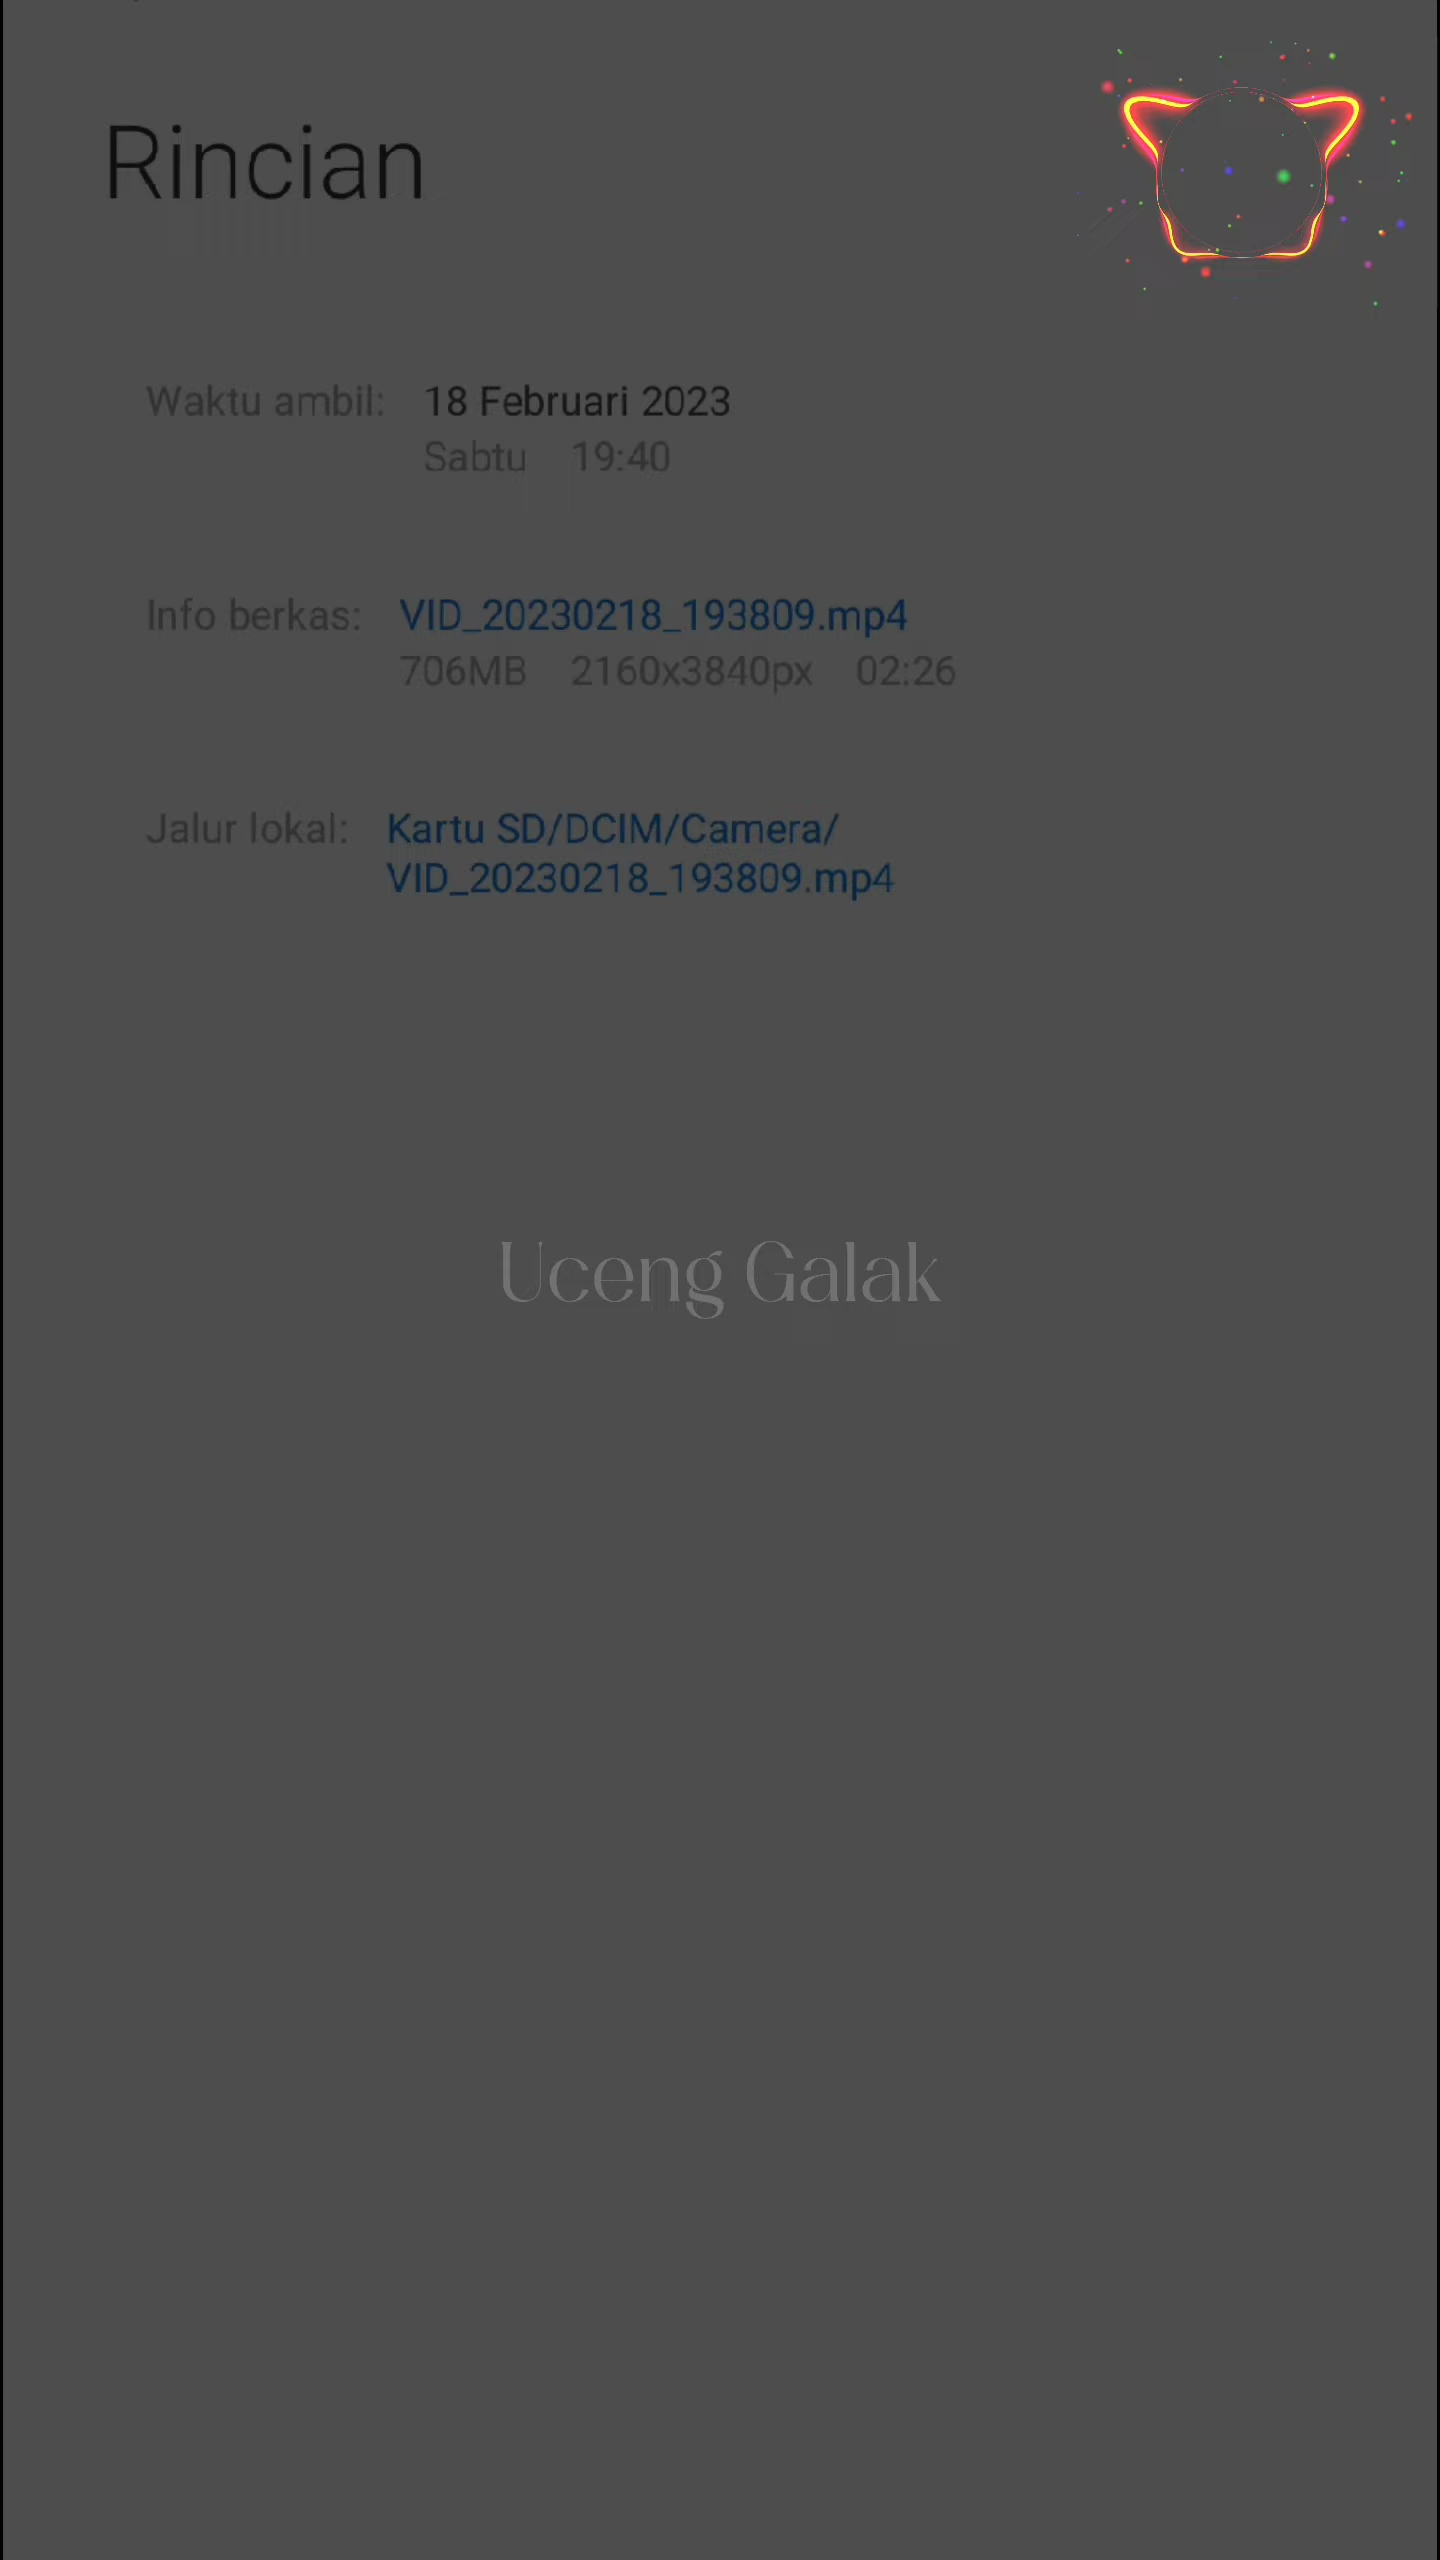 Rincian
Waktu ambil: 18 Februari 2023
Sabtu 19:40
Info berkas: VID_20230218_193809.mp4
706MB 2160x3840px 02:26
Jalur lokal: Kartu SD/DCIM/Camera/
VID_20230218_193809.mp4
Uceng Galak